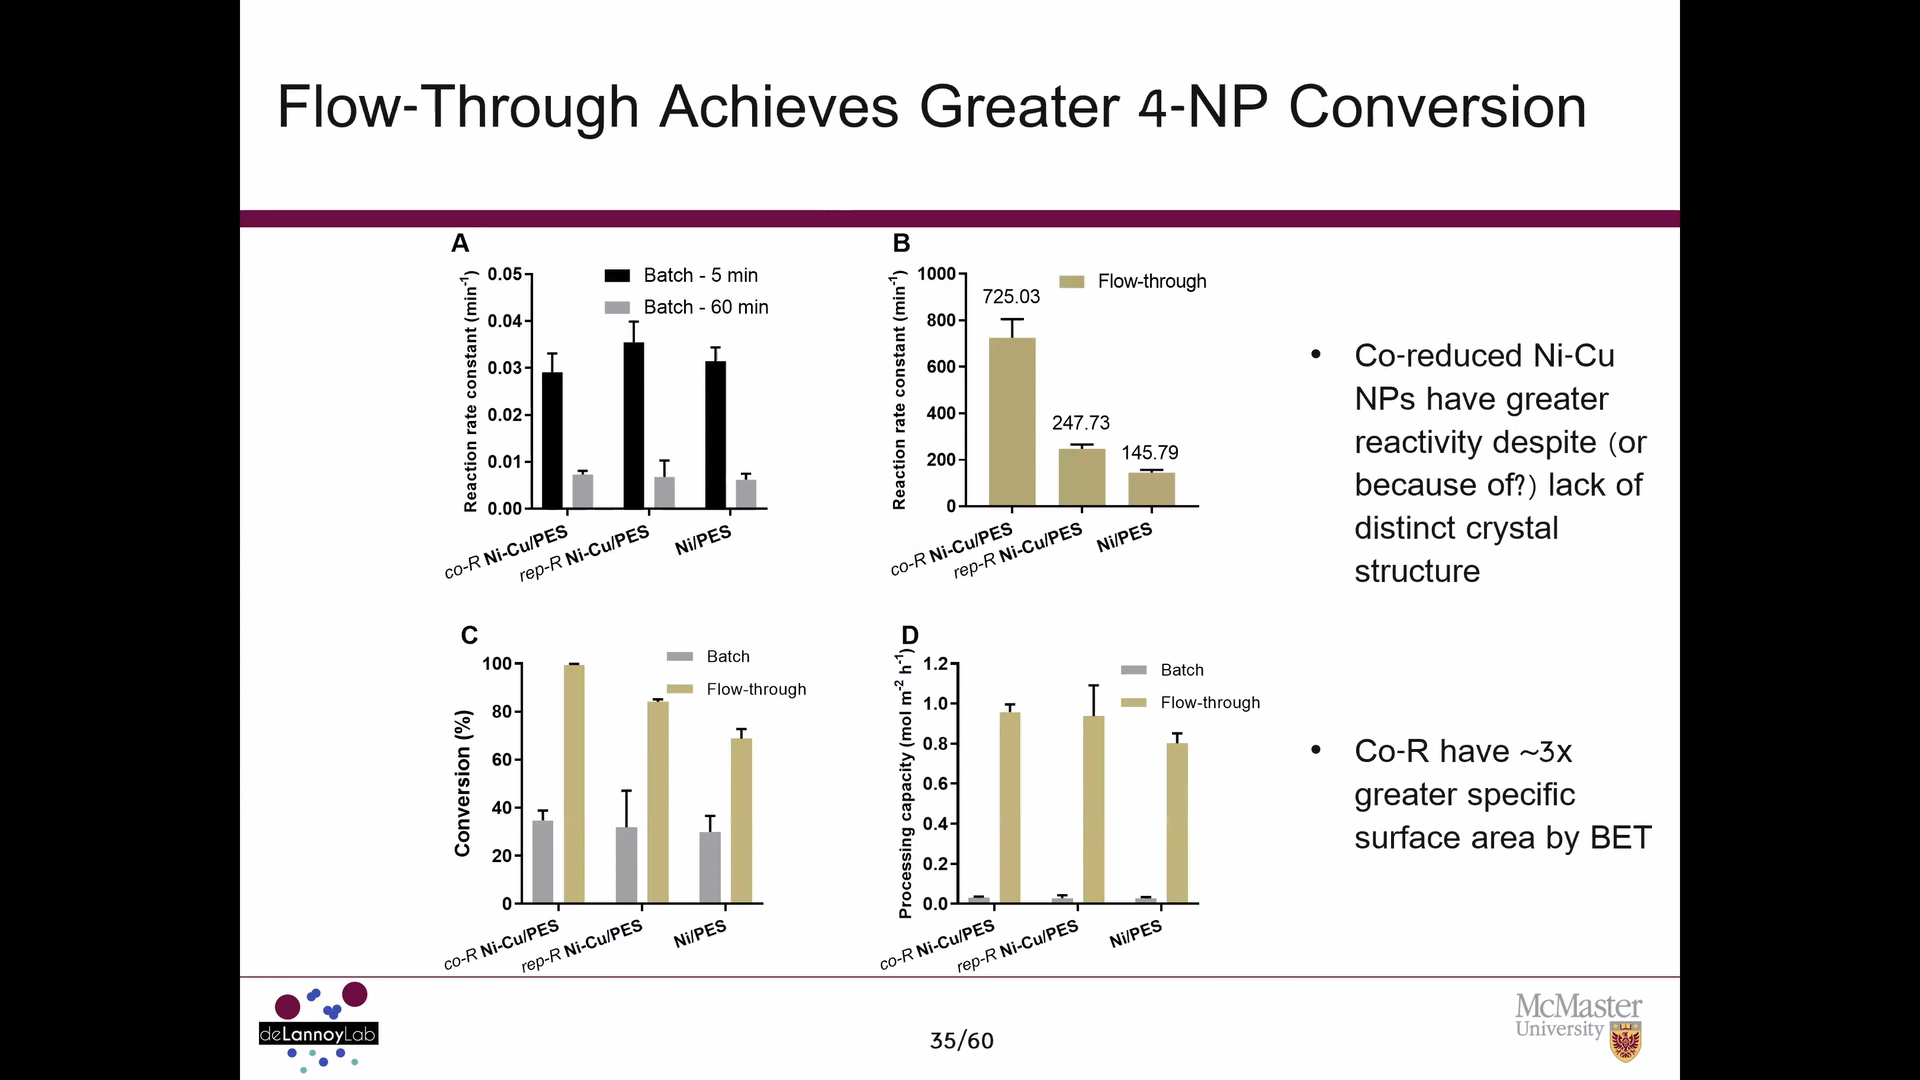 Flow-Through Achieves Greater 4-NP Conversion
A
Reaction rate constant (min-1)
0.05
0.04
0.03
0.02
0.01
0.00
Batch - 5 min
Batch - 60 min
co-R Ni-Cu/PES
rep-R Ni-Cu/PES
Ni/PES
B
Reaction rate constant (min-1)
1000
800
600
400
200
0
Flow-through
725.03
247.73
145.79
co-R Ni-Cu/PES
rep-R Ni-Cu/PES
Ni/PES
• Co-reduced Ni-Cu
NPs have greater
reactivity despite (or
because of?) lack of
distinct crystal
structure
C
Conversion (%)
100
80
60
40
20
0
Batch
Flow-through
co-R Ni-Cu/PES
rep-R Ni-Cu/PES
Ni/PES
D
Processing capacity (mol m-2 h-1)
1.2
1.0
0.8
0.6
0.4
0.2
0.0
Batch
Flow-through
co-R Ni-Cu/PES
rep-R Ni-Cu/PES
Ni/PES
• Co-R have ~3x
greater specific
surface area by BET
deLannoyLab
35/60
McMaster
University